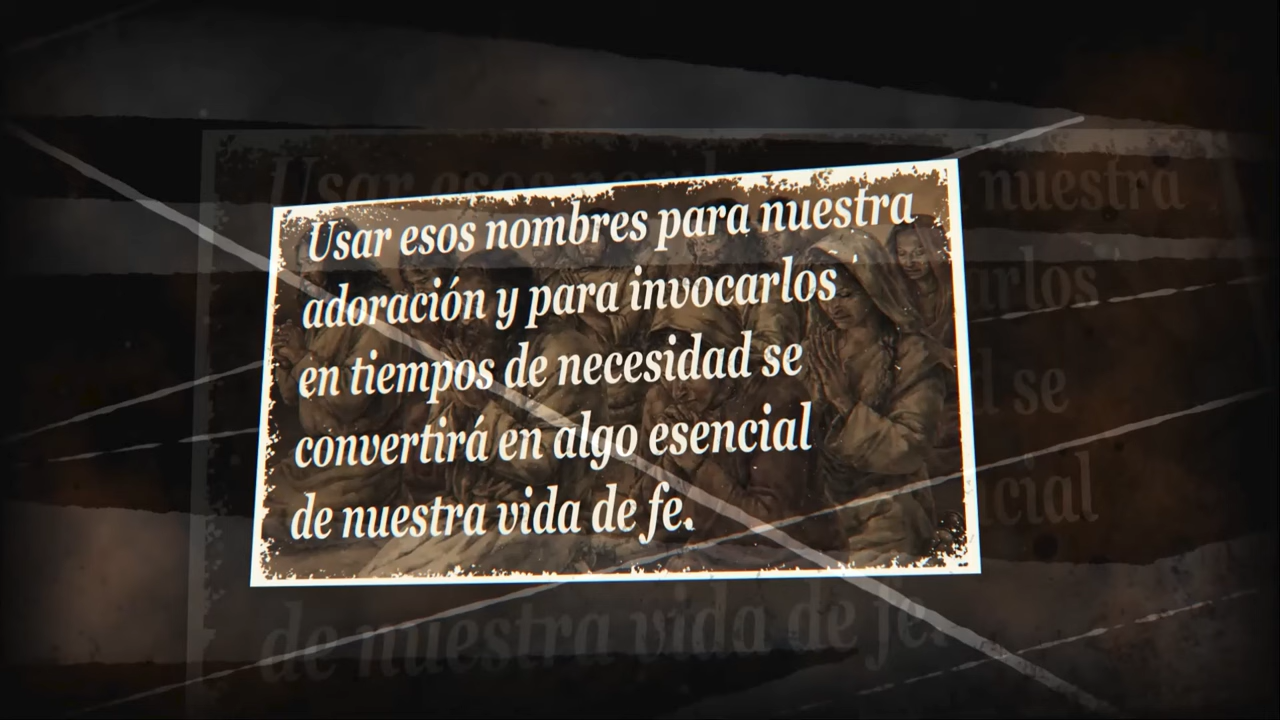 Usar esos nombres para nuestra
adoración y para invocarlos
en tiempos de necesidad se
convertirá en algo esencial
de nuestra vida de fe.